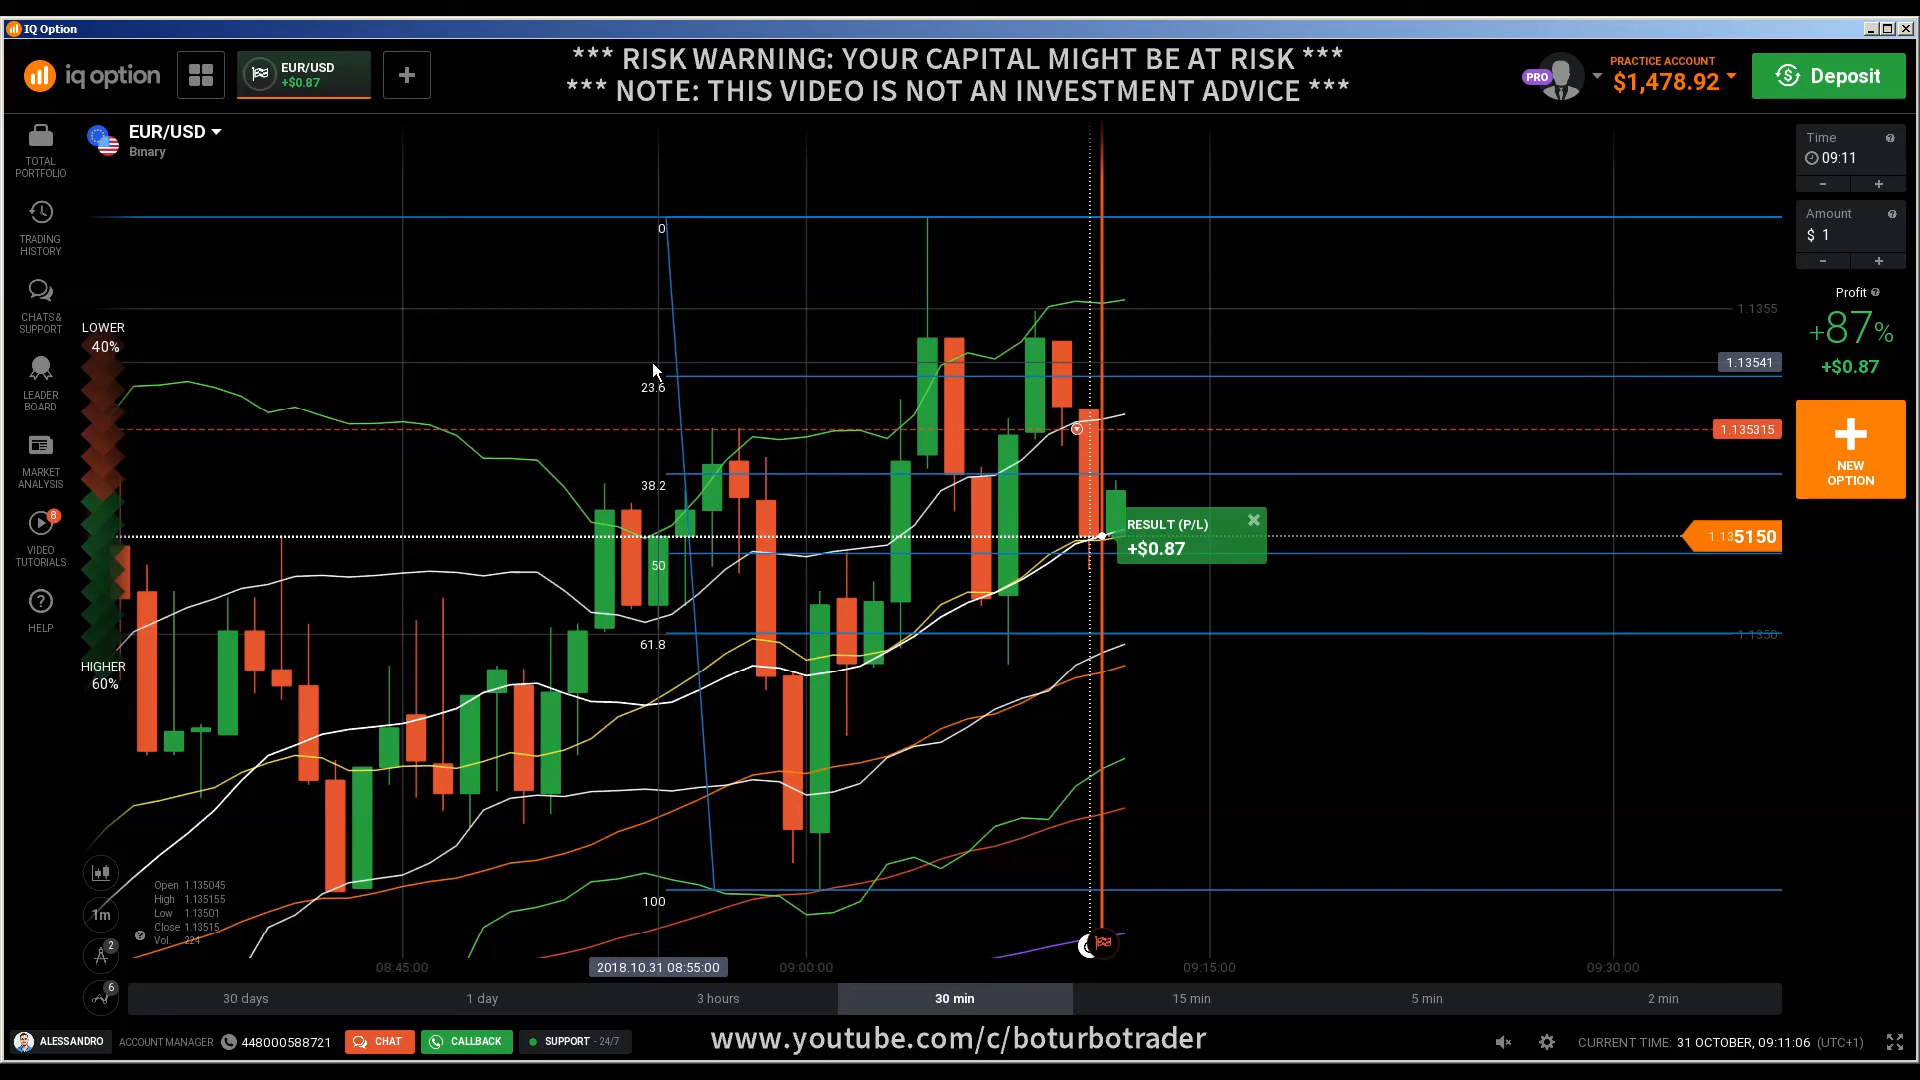 IQ Option
iq option
EUR/USD
+$0.87
+
*** RISK WARNING: YOUR CAPITAL MIGHT BE AT RISK ***
*** NOTE: THIS VIDEO IS NOT AN INVESTMENT ADVICE ***
PRO
PRACTICE ACCOUNT
$1,478.92
Deposit
EUR/USD
Binary
TOTAL
PORTFOLIO
TRADING
HISTORY
CHATS &
SUPPORT
LEADER
BOARD
MARKET
ANALYSIS
8
VIDEO
TUTORIALS
HELP
LOWER
40%
HIGHER
60%
0
23.6
38.2
50
61.8
100
1.1355
1.13541
1.135315
1.135150
1.1350
RESULT (P/L)
+$0.87
Time
09:11
- +
Amount
$ 1
- +
Profit
+87%
+$0.87
NEW
OPTION
Open 1.135045
High 1.135155
Low 1.13501
Close 1.13515
Vol. 224
1m
2
6
08:45:00
2018.10.31 08:55:00
09:00:00
09:15:00
09:30:00
30 days
1 day
3 hours
30 min
15 min
5 min
2 min
ALESSANDRO
ACCOUNT MANAGER
448000588721
CHAT
CALLBACK
SUPPORT - 24/7
www.youtube.com/c/boturbotrader
CURRENT TIME: 31 OCTOBER, 09:11:06 (UTC+1)